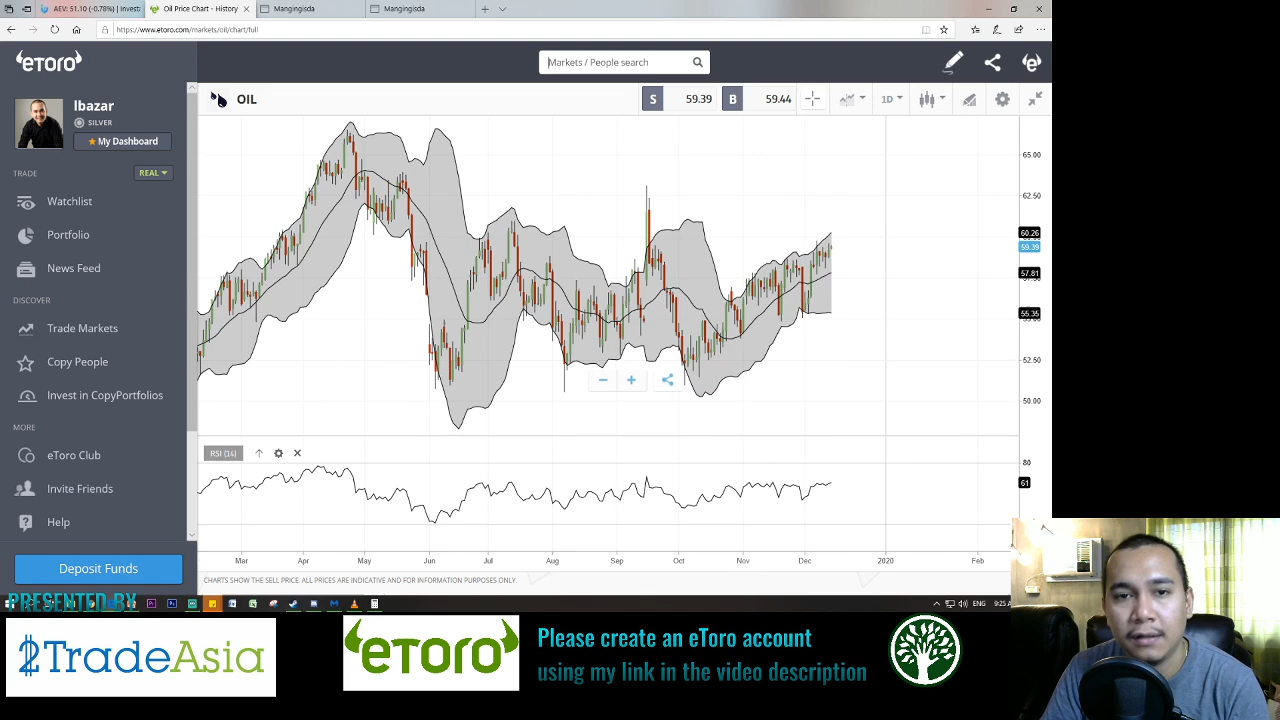 AEV: 51.10 (-0.78%) | Invest
Oil Price Chart - History
Mangingisda
Mangingisda
https://www.etoro.com/markets/oil/chart/full
eToro
Markets / People search
lbazar
SILVER
My Dashboard
TRADE
REAL
Watchlist
Portfolio
News Feed
DISCOVER
Trade Markets
Copy People
Invest in CopyPortfolios
MORE
eToro Club
Invite Friends
Help
Deposit Funds
OIL
S
59.39
B
59.44
1D
65.00
62.50
60.26
59.39
57.81
55.35
52.50
50.00
RSI (14)
80
61
Mar
Apr
May
Jun
Jul
Aug
Sep
Oct
Nov
Dec
2020
Feb
CHARTS SHOW THE SELL PRICE. ALL PRICES ARE INDICATIVE AND FOR INFORMATION PURPOSES ONLY.
ENG
9:25
PRESENTED BY
2TradeAsia
eToro
Please create an eToro account
using my link in the video description